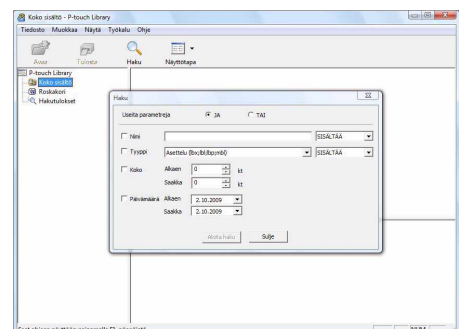 Koko sisältö - P-touch Library
Tiedosto Muokkaa Näytä Työkalu Ohje
Avaa Tulosta Haku Näyttötapa
P-touch Library
Koko sisältö
Roskakori
Hakutulokset
Haku
Useita parametreja JA TAI
Nimi SISÄLTÄÄ
Tyyppi Asettelu (lbx;lbl;lbp;mbl) SISÄLTÄÄ
Koko Alkaen 0 kt
Saakka 0 kt
Päivämäärä Alkaen 2.10.2009
Saakka 2.10.2009
Aloita haku Sulje